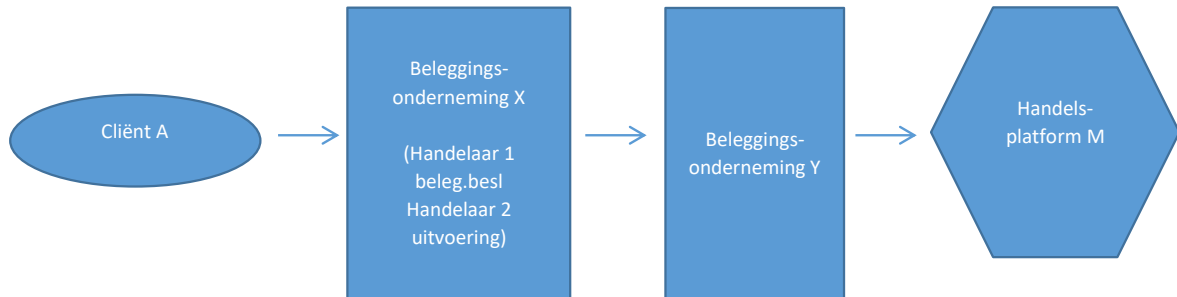 Cliënt A
Beleggings-
onderneming X
(Handelaar 1
beleg.besl
Handelaar 2
uitvoering)
Beleggings-
onderneming Y
Handels-
platform M